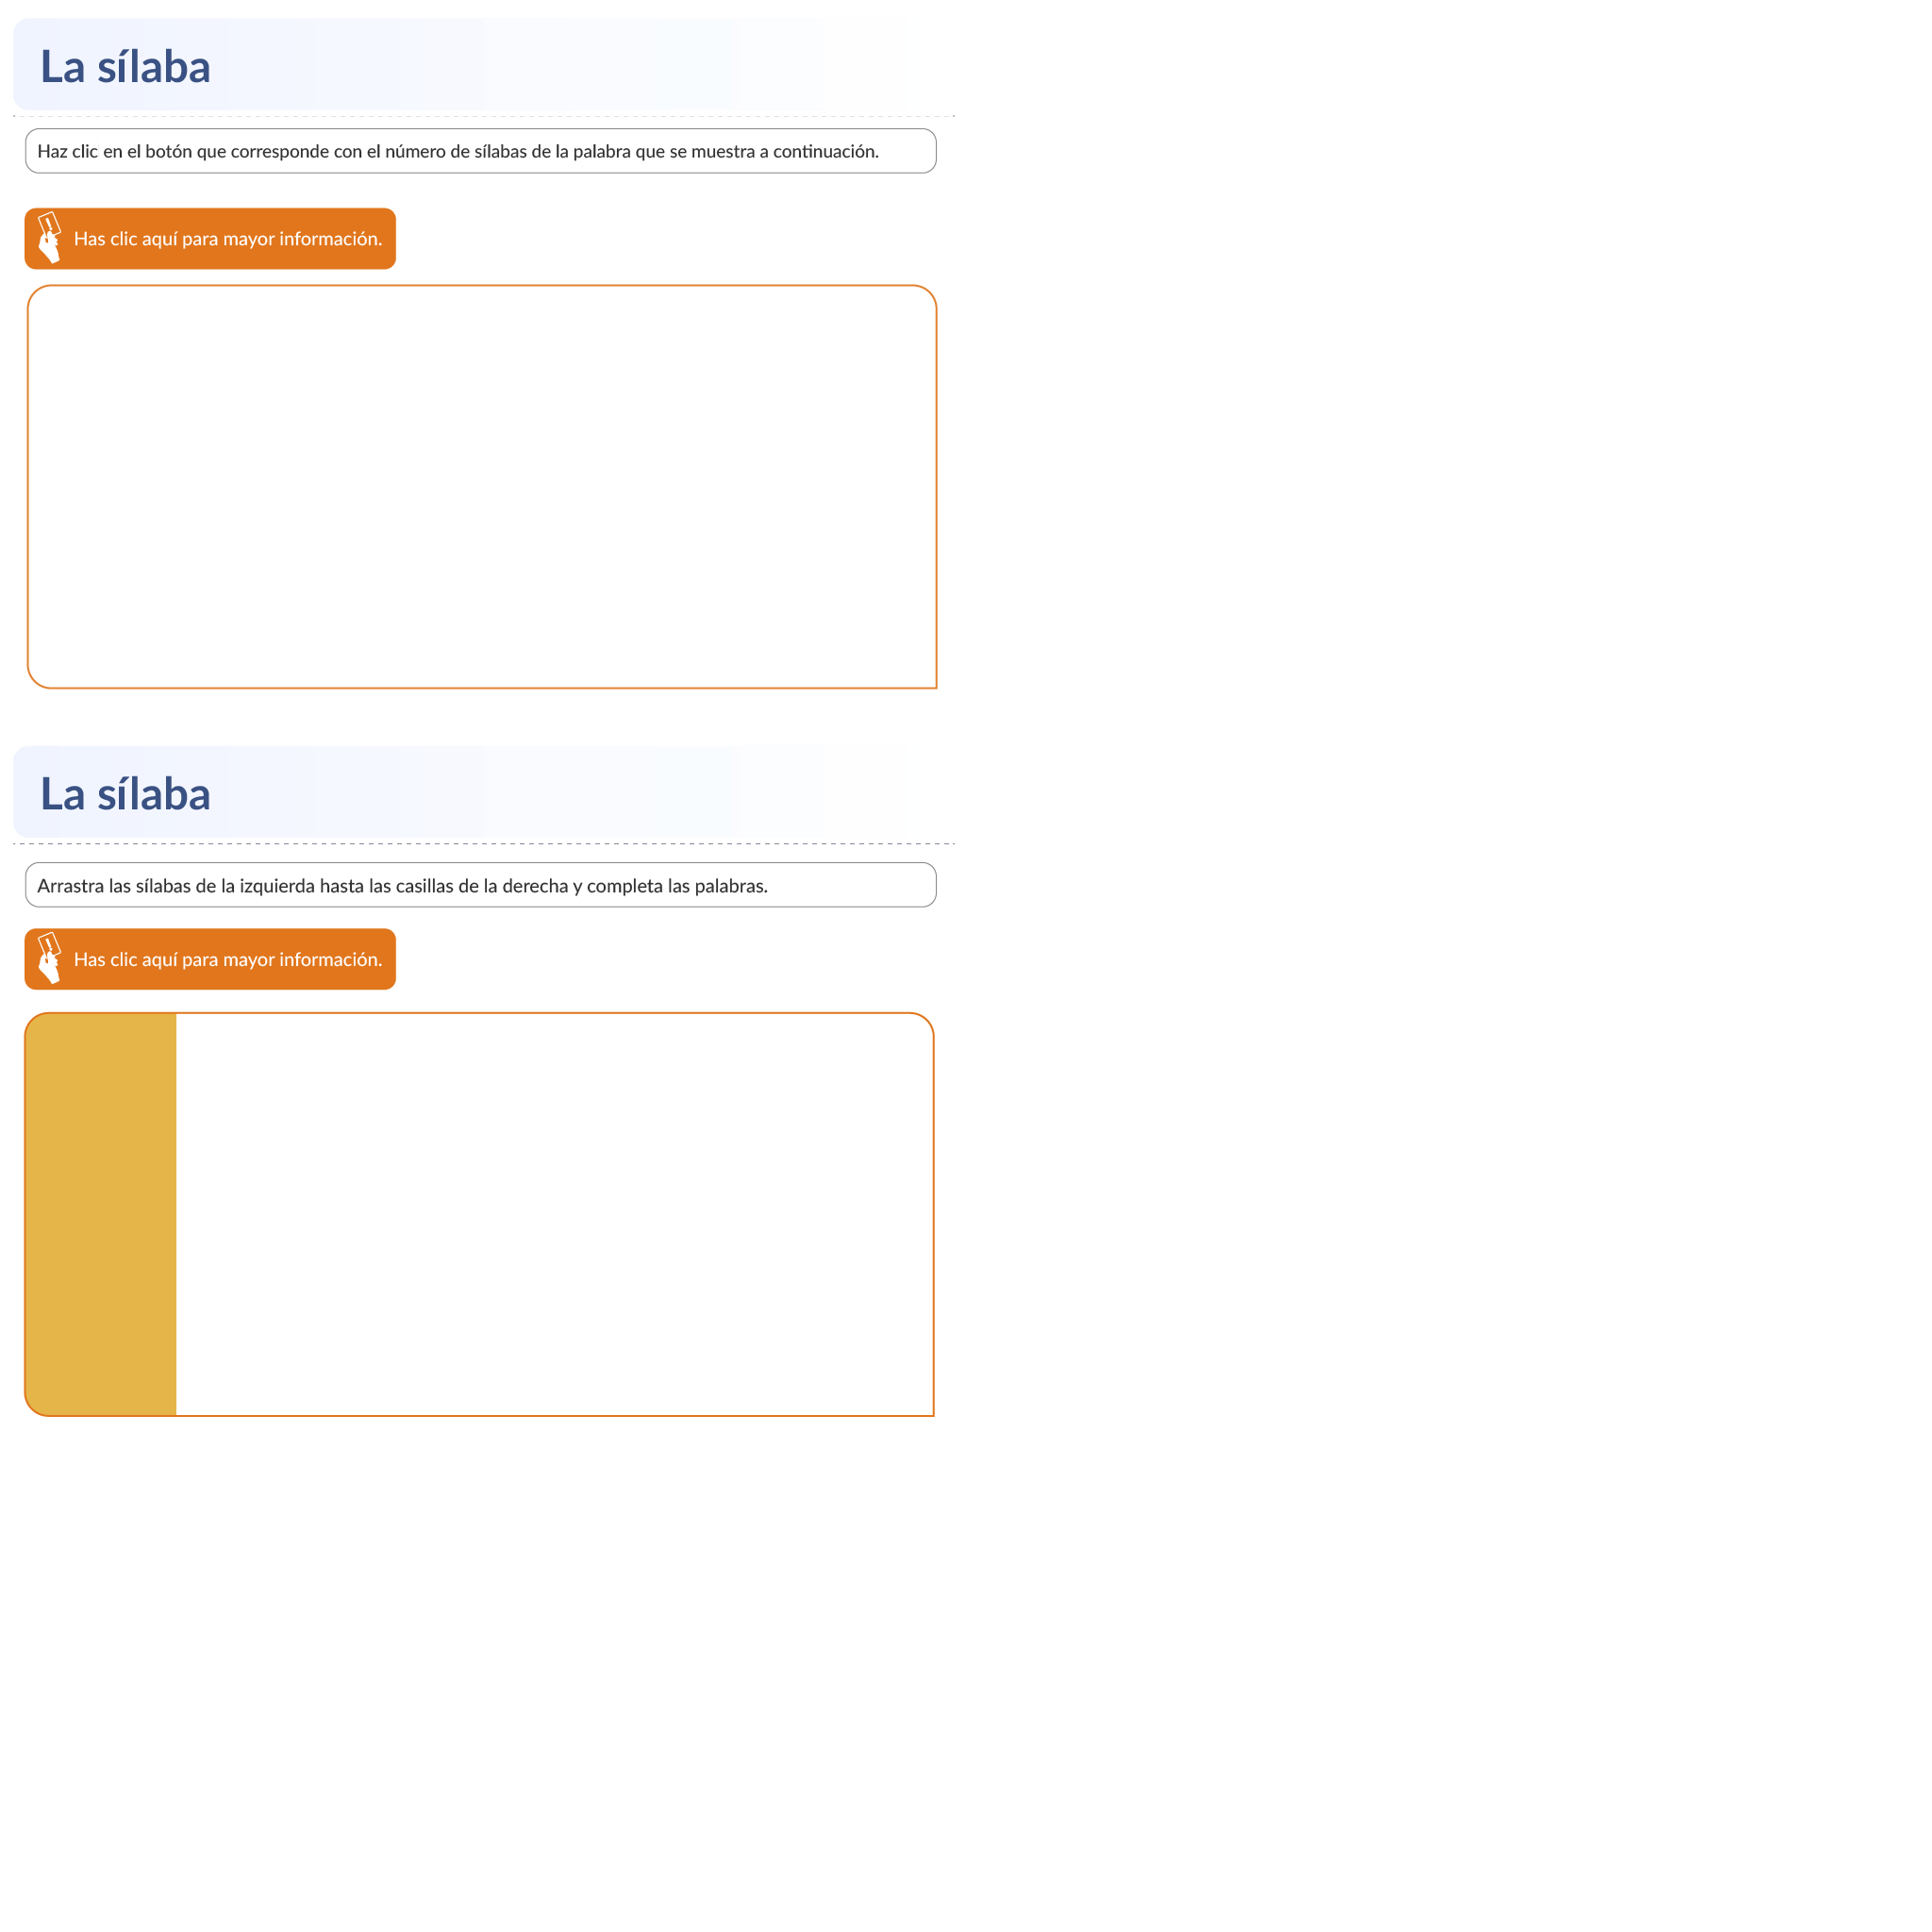 La sílaba
Haz clic en el botón que corresponde con el número de sílabas de la palabra que se muestra a continuación.
Has clic aquí para mayor información.
La sílaba
Arrastra las sílabas de la izquierda hasta las casillas de la derecha y completa las palabras.
Has clic aquí para mayor información.